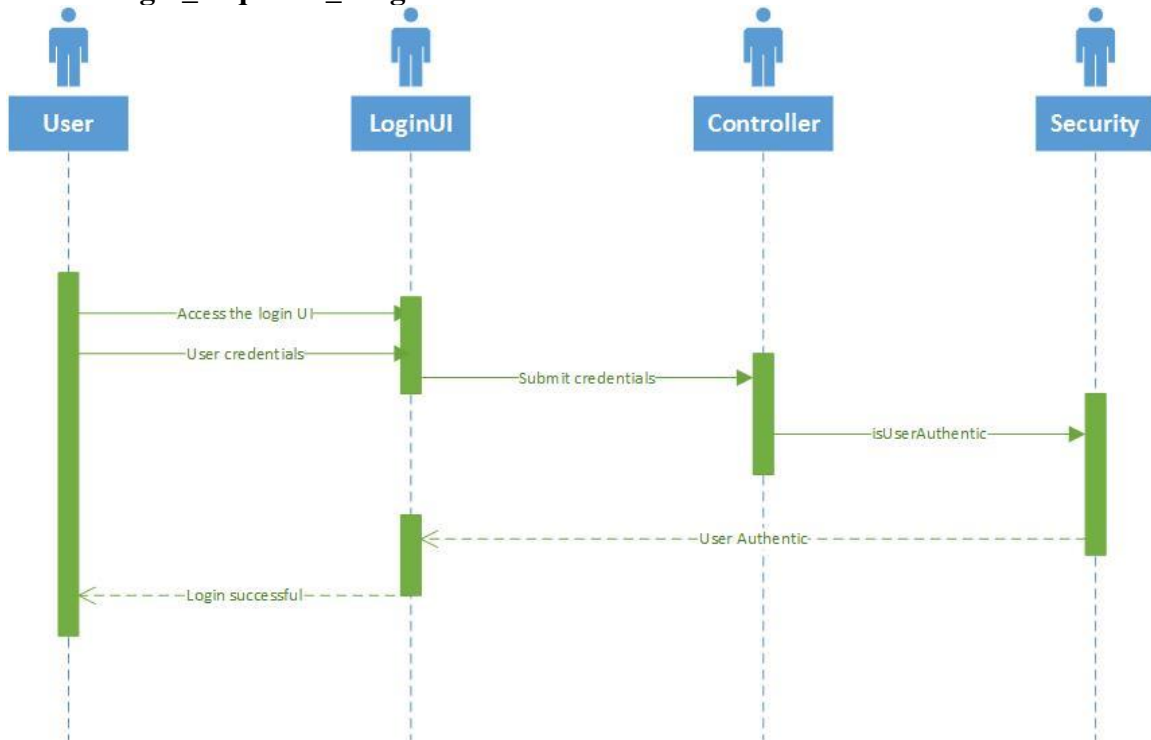 User
LoginUI
Controller
Security
Access the login UI
User credentials
Submit credentials
isUserAuthentic
User Authentic
Login successful